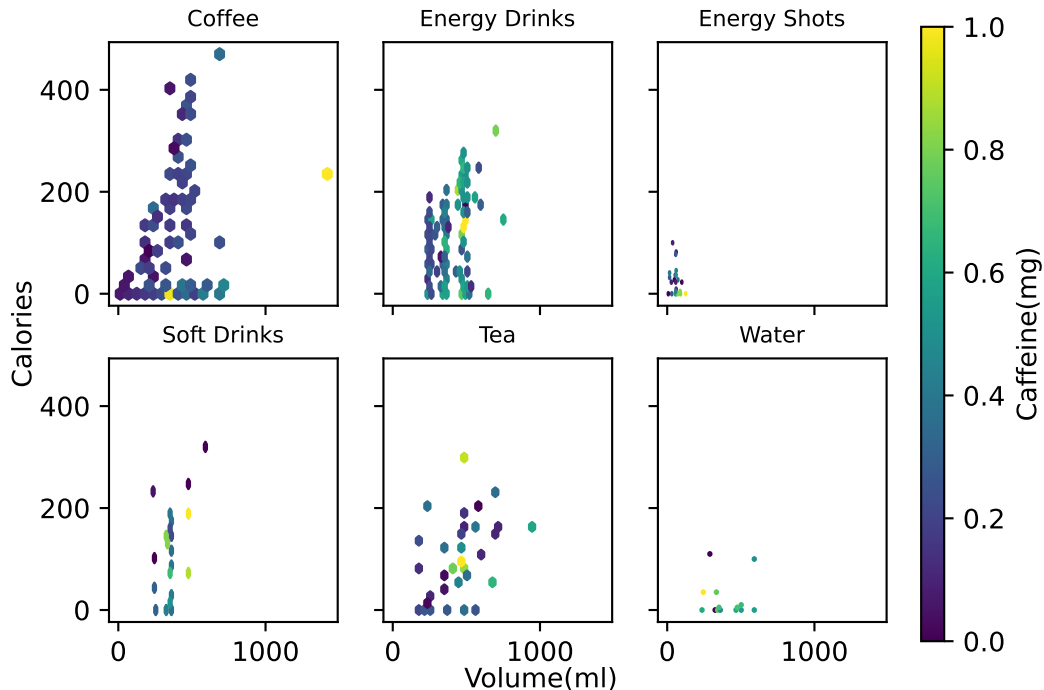 Coffee
Energy Drinks
Energy Shots
1.0
400
200
0
0.8
0.6
0.4
0.2
0.0
Caffeine(mg)
Calories
Soft Drinks
Tea
Water
400
200
0
0
1000
0
1000
0
1000
Volume(ml)